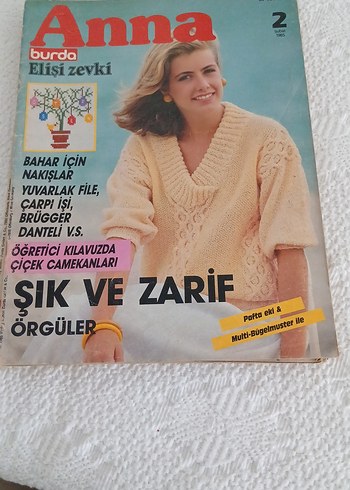 Anna
burda
Elişi zevki
2
BAHAR İÇİN
NAKIŞLAR
YUVARLAK FİLE,
ÇARPI İŞİ,
BRÜGGER
DANTELİ V.S.
ÖĞRETİCİ KILAVUZDA
ÇİÇEK CAMEKANLARI
ŞIK VE ZARİF
ÖRGÜLER
Pafta eki &
Multi-Bügelmuster ile